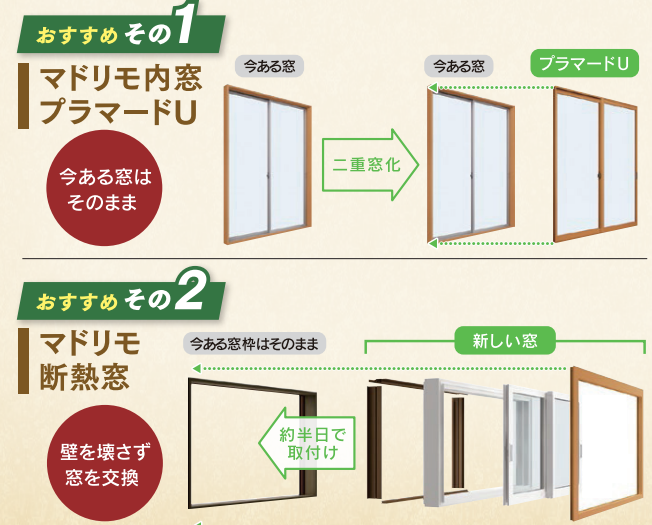 おすすめ その1
マドリモ内窓
プラマードU
今ある窓は
そのまま
今ある窓
二重窓化
今ある窓
プラマードU
おすすめ その2
マドリモ
断熱窓
壁を壊さず
窓を交換
今ある窓枠はそのまま
新しい窓
約半日で
取付け